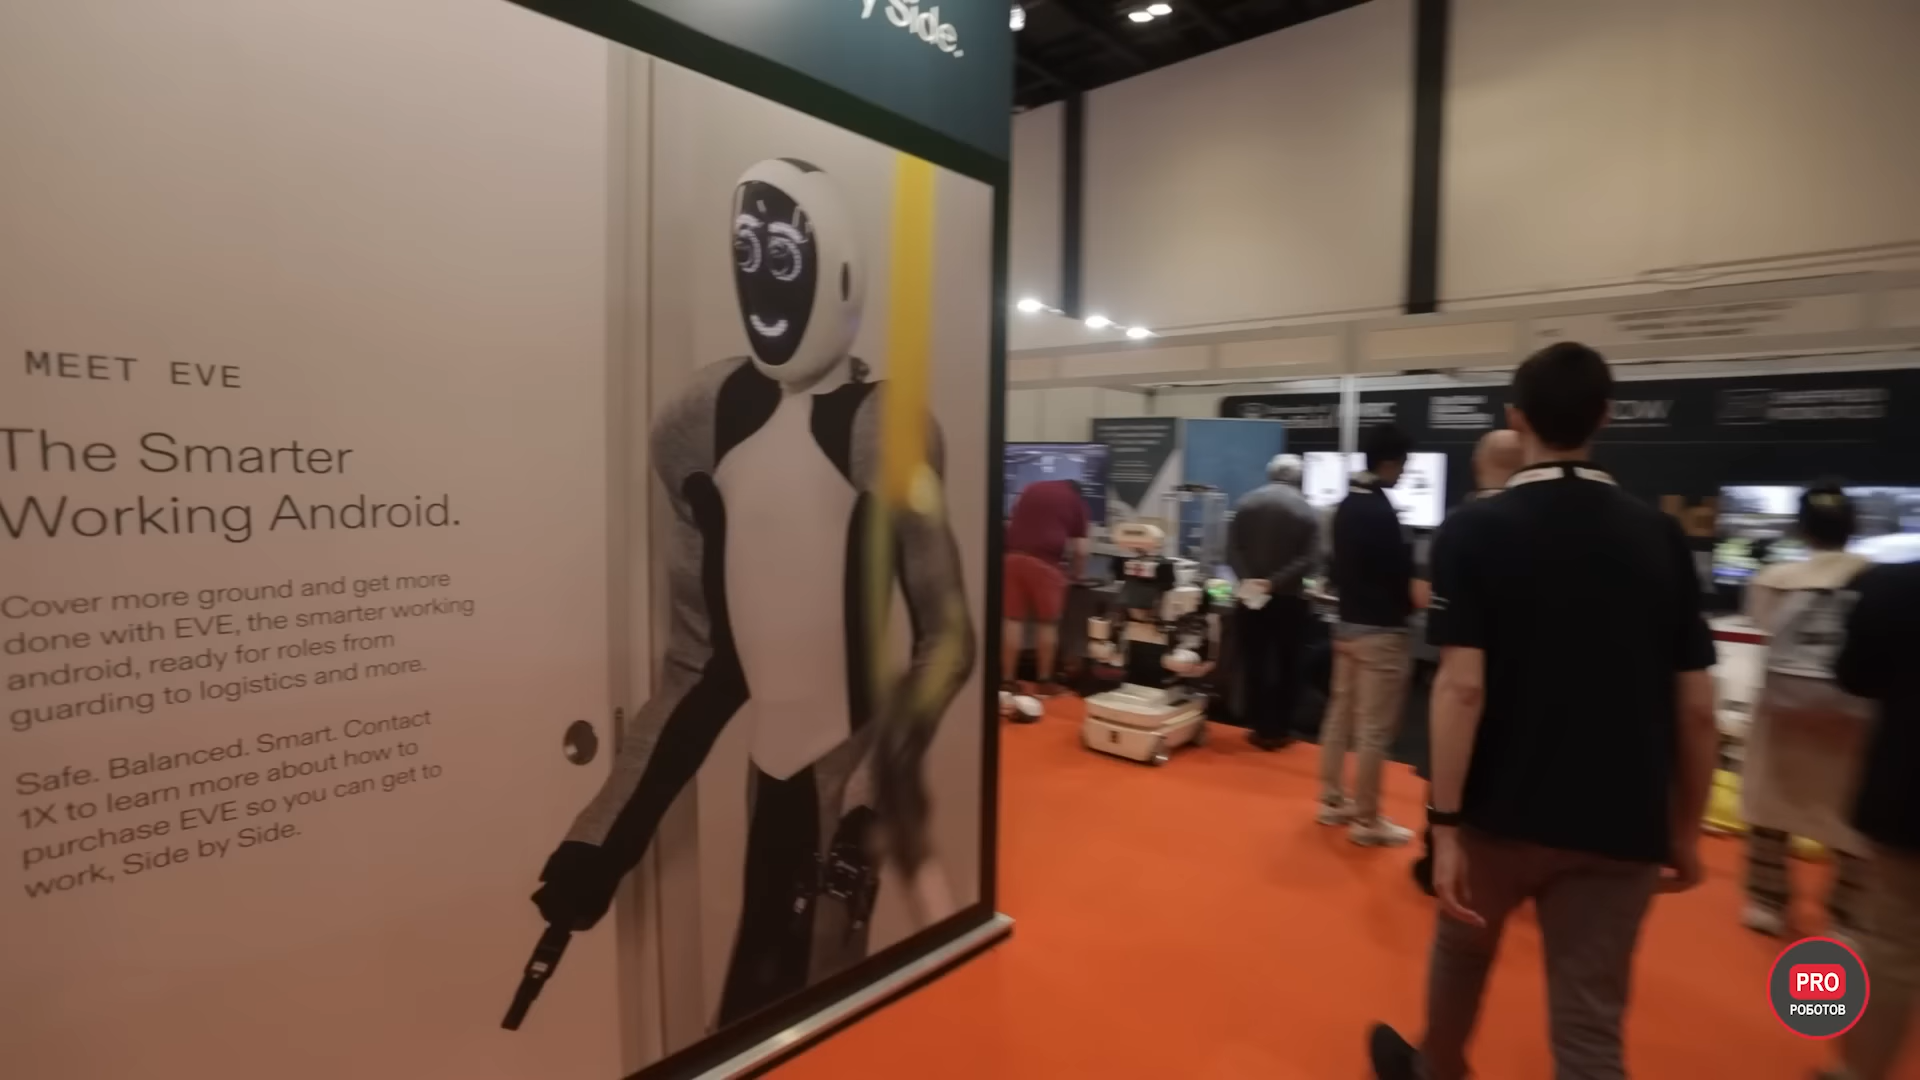 y Side.
MEET EVE
The Smarter
Working Android.
Cover more ground and get more
done with EVE, the smarter working
android, ready for roles from
guarding to logistics and more.
Safe. Balanced. Smart. Contact
1X to learn more about how to
purchase EVE so you can get to
work, Side by Side.
PRO
РОБОТОВ